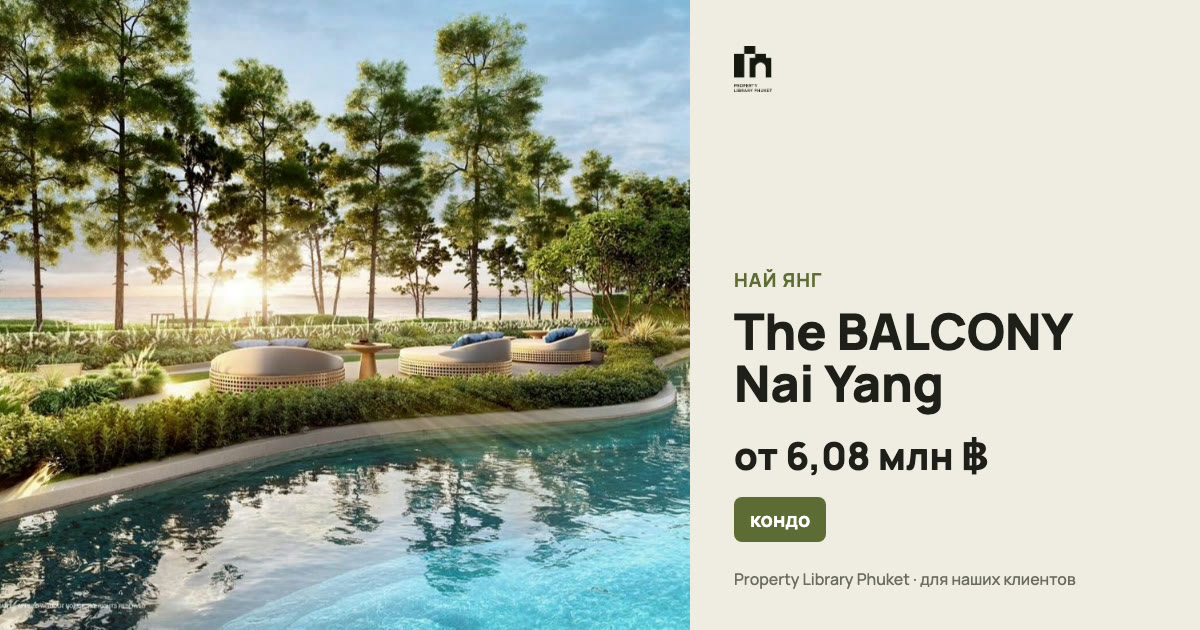 PROPERTY
LIBRARY PHUKET
НАЙ ЯНГ
The BALCONY
Nai Yang
от 6,08 млн ฿
кондо
Property Library Phuket · для наших клиентов